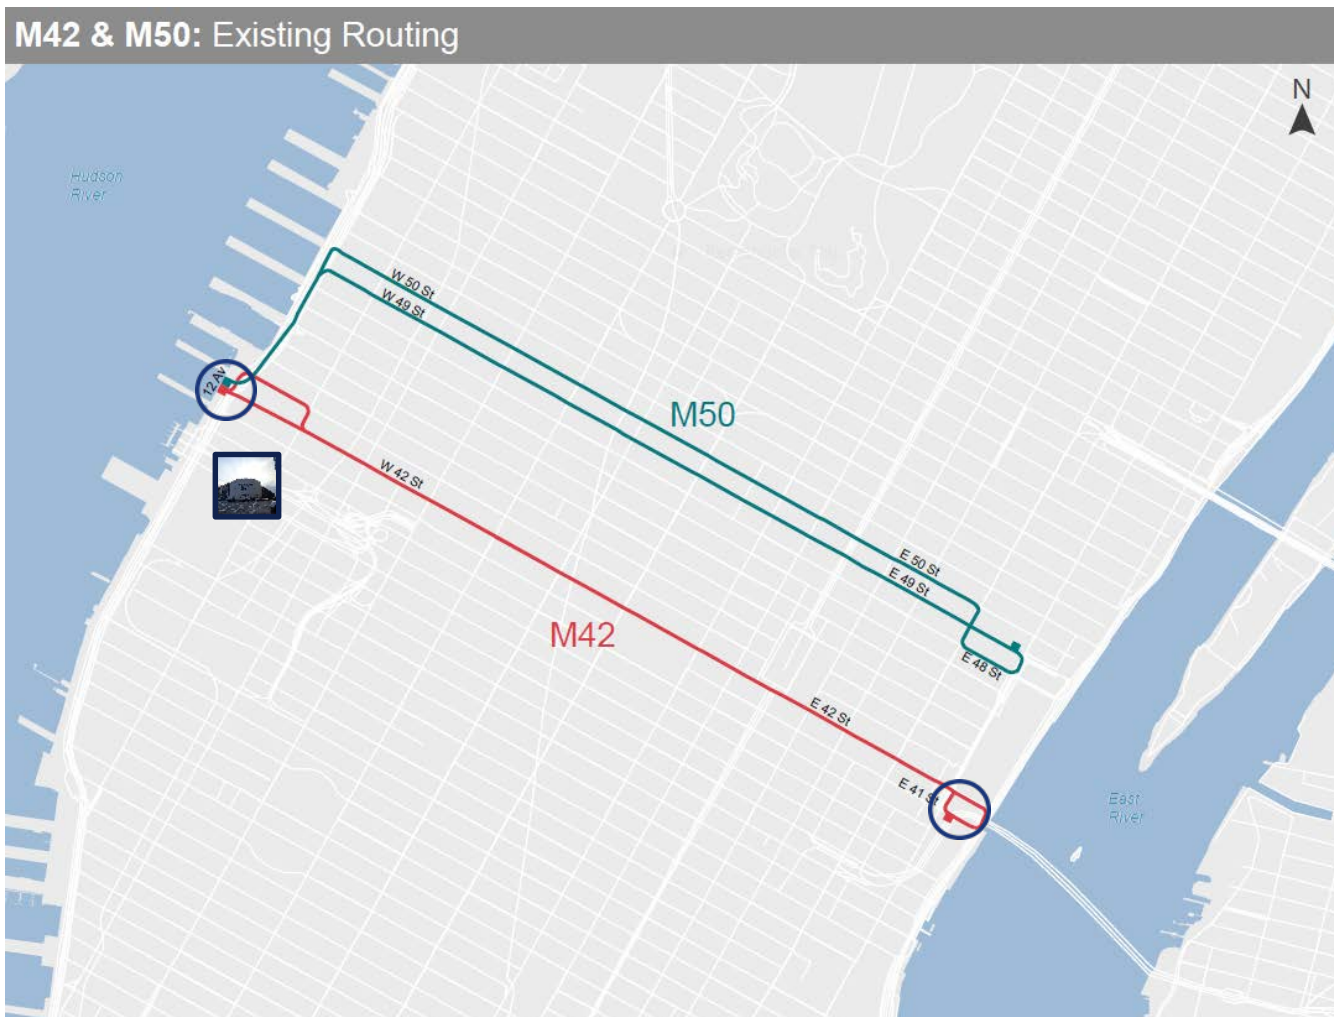 M42 & M50: Existing Routing
N
Hudson
River
W 50 St
W 49 St
12 Av
M50
W 42 St
E 50 St
E 49 St
M42
E 48 St
E 42 St
E 41 St
East
River